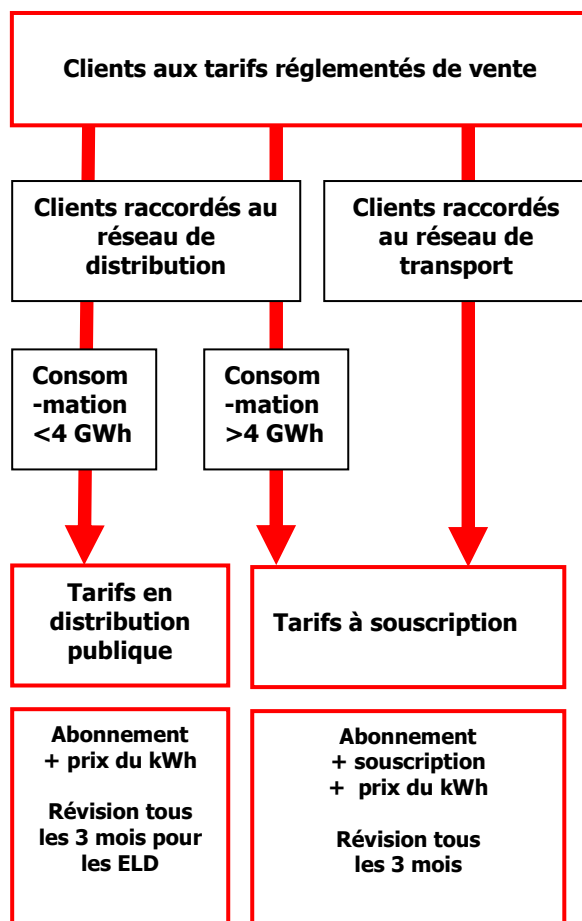 Clients aux tarifs réglementés de vente
Clients raccordés au
réseau de
distribution
Clients raccordés
au réseau de
transport
Consom
-mation
<4 GWh
Consom
-mation
>4 GWh
Tarifs en
distribution
publique
Tarifs à souscription
Abonnement
+ prix du kWh
Révision tous
les 3 mois pour
les ELD
Abonnement
+ souscription
+ prix du kWh
Révision tous
les 3 mois